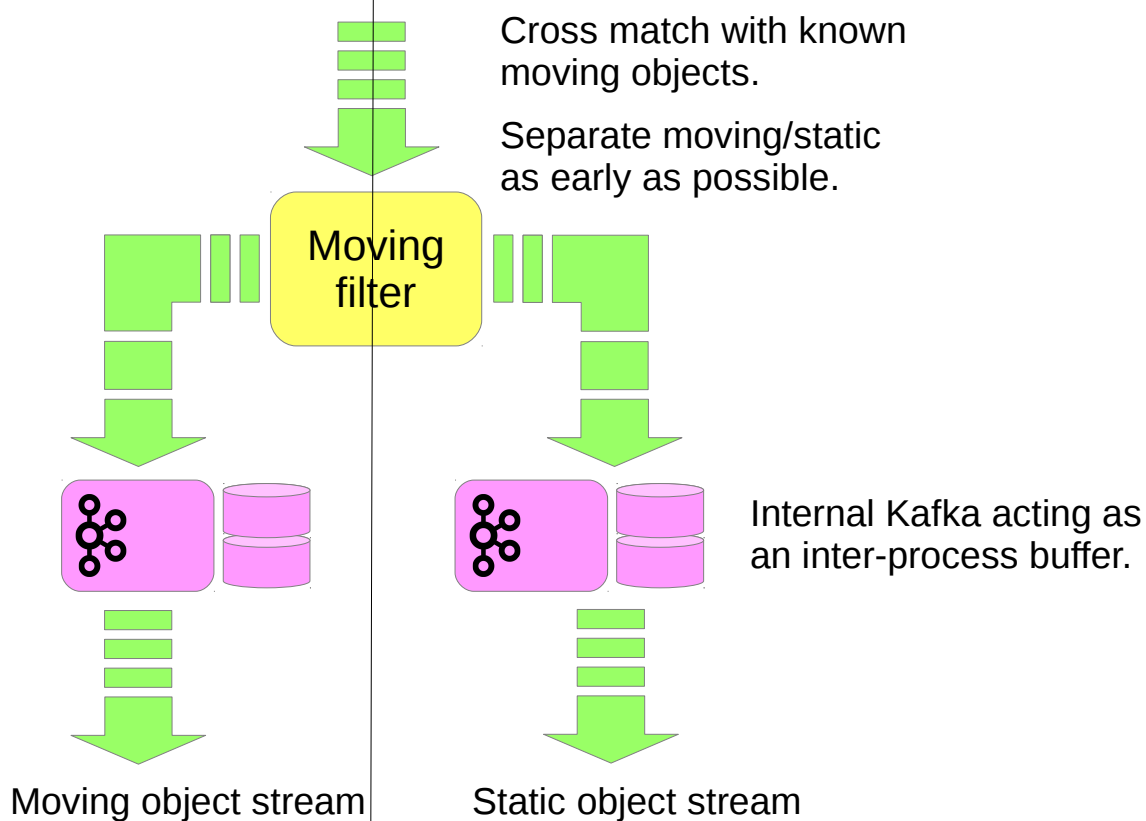 Cross match with known
moving objects.
Separate moving/static
as early as possible.
Moving
filter
Internal Kafka acting as
an inter-process buffer.
Moving object stream
Static object stream